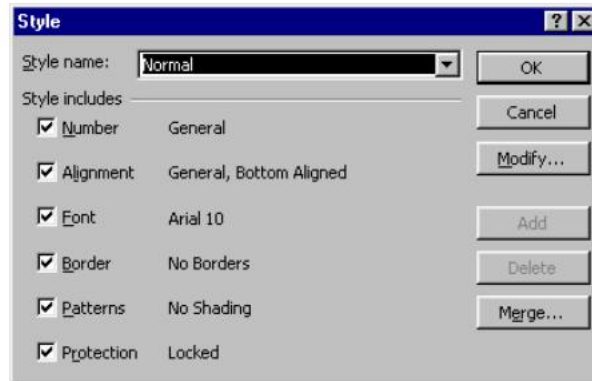 Style
Style name: Normal OK
Style includes Cancel
Number General
Alignment General, Bottom Aligned Modify...
Font Arial 10 Add
Border No Borders Delete
Patterns No Shading Merge...
Protection Locked